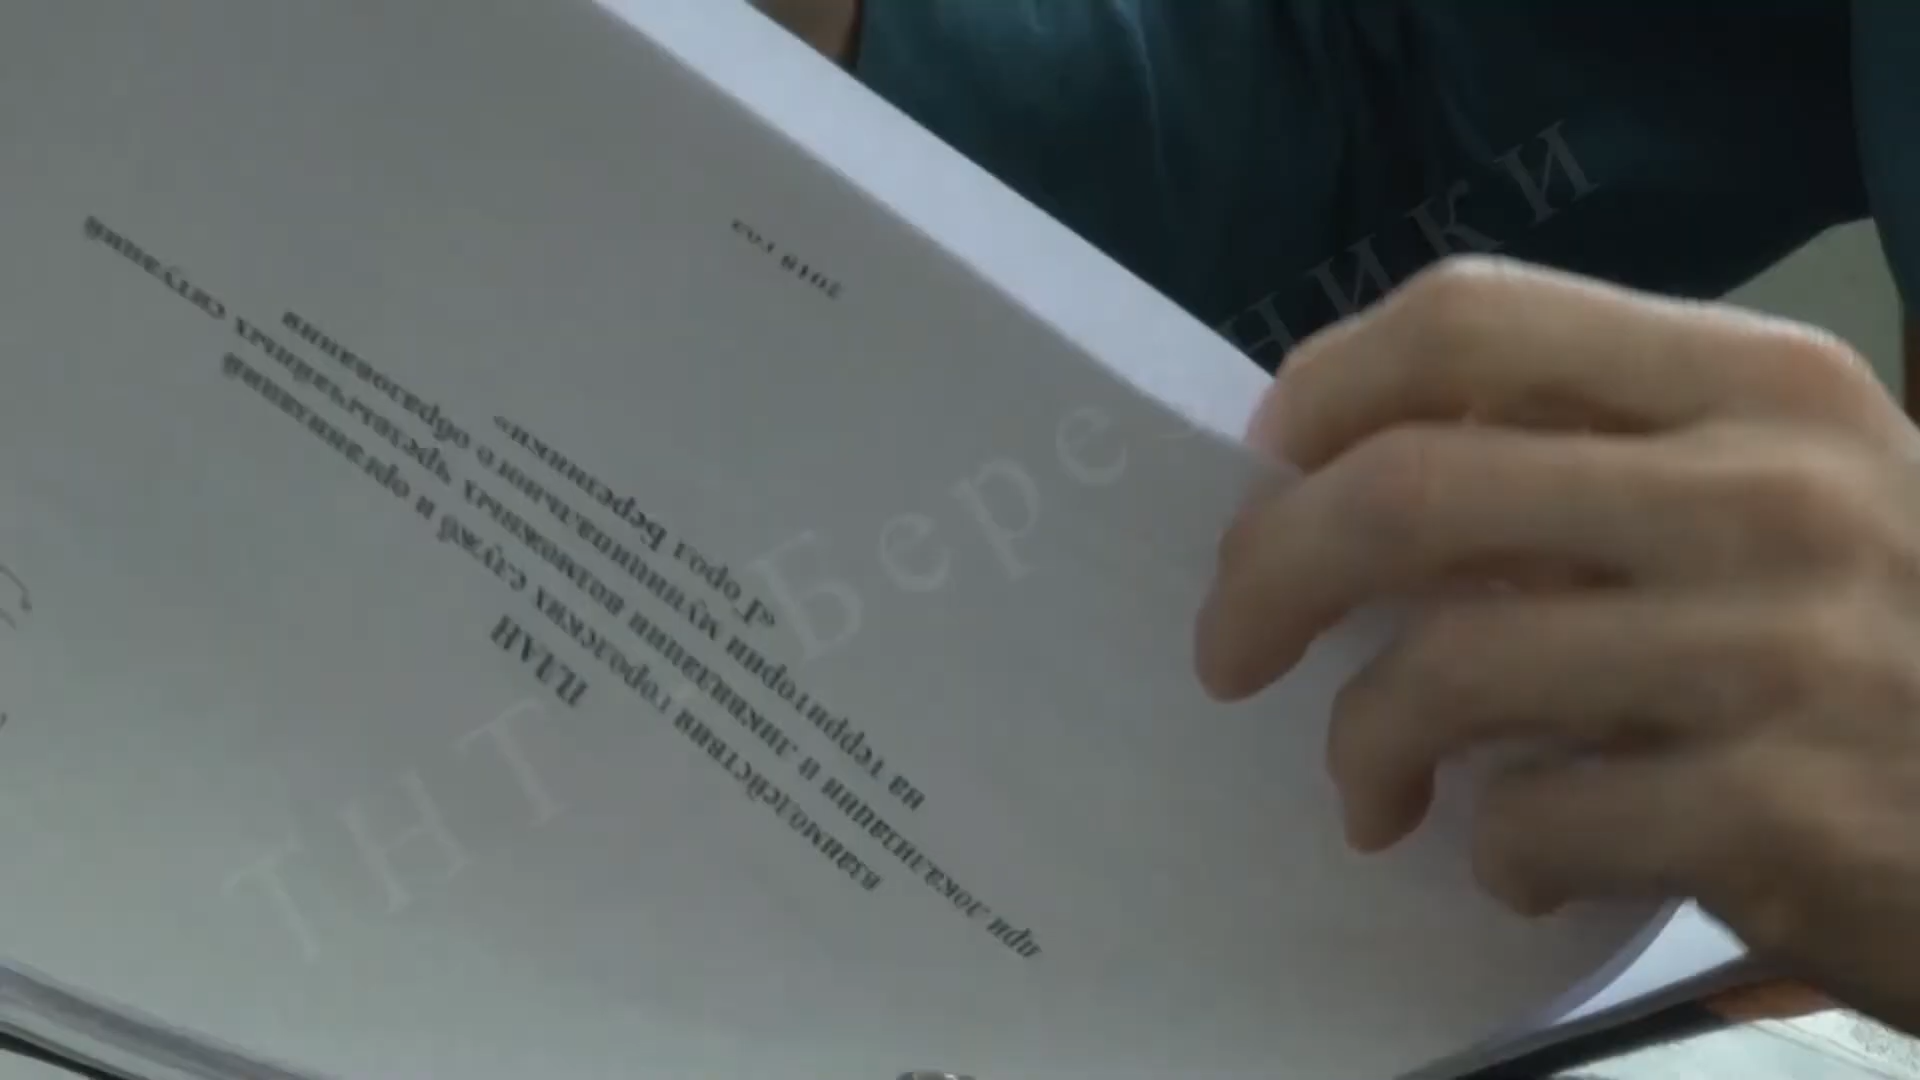 ПЛАН
взаимодействия городских служб и организаций
при локализации и ликвидации возможных чрезвычайных ситуаций
на территории муниципального образования
«Город Березники»
2018 год
ТНТ-Березники